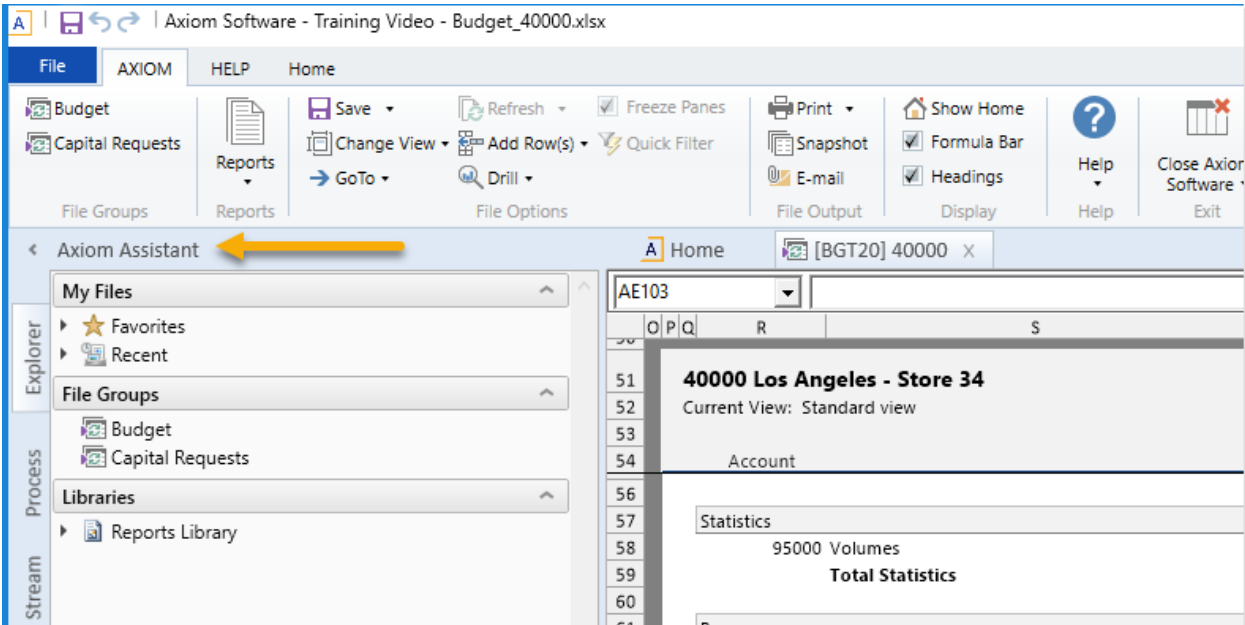 A Axiom Software - Training Video - Budget_40000.xlsx
File AXIOM HELP Home
Budget
Capital Requests
File Groups
Reports
Reports
Save
Change View
GoTo
Refresh
Add Row(s)
Drill
Freeze Panes
Quick Filter
File Options
Print
Snapshot
E-mail
File Output
Show Home
Formula Bar
Headings
Display
Help
Help
Close Axiom
Software
Exit
Axiom Assistant
Explorer
Process
Stream
My Files
Favorites
Recent
File Groups
Budget
Capital Requests
Libraries
Reports Library
A Home [BGT20] 40000 X
AE103
O P Q R S
51 40000 Los Angeles - Store 34
52 Current View: Standard view
53
54 Account
56
57 Statistics
58 95000 Volumes
59 Total Statistics
60